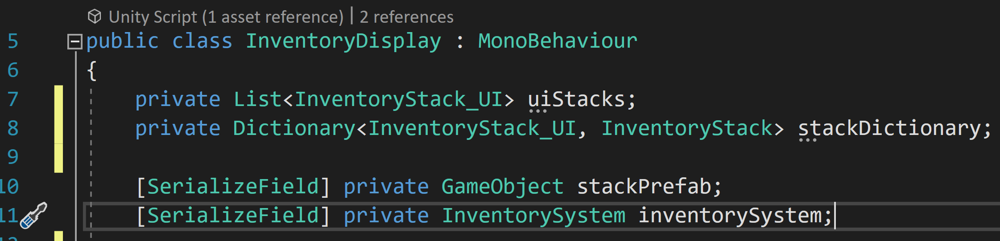 Unity Script (1 asset reference) | 2 references
5 public class InventoryDisplay : MonoBehaviour
6 {
7 private List<InventoryStack_UI> uiStacks;
8 private Dictionary<InventoryStack_UI, InventoryStack> stackDictionary;
9
10 [SerializeField] private GameObject stackPrefab;
11 [SerializeField] private InventorySystem inventorySystem;